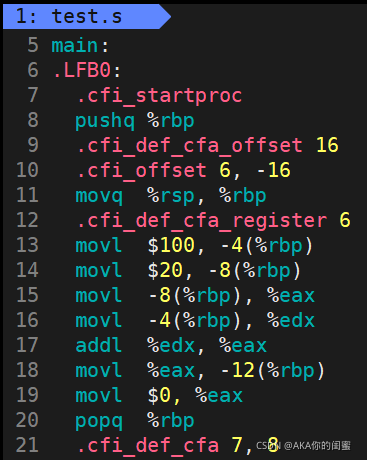 1: test.s
5 main:
6 .LFB0:
7 .cfi_startproc
8 pushq %rbp
9 .cfi_def_cfa_offset 16
10 .cfi_offset 6, -16
11 movq %rsp, %rbp
12 .cfi_def_cfa_register 6
13 movl $100, -4(%rbp)
14 movl $20, -8(%rbp)
15 movl -8(%rbp), %eax
16 movl -4(%rbp), %edx
17 addl %edx, %eax
18 movl %eax, -12(%rbp)
19 movl $0, %eax
20 popq %rbp
21 .cfi_def_cfa 7, 8
CSDN @AKA你的闺蜜